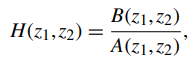 H(z₁,z₂) = B(z₁,z₂) / A(z₁,z₂),